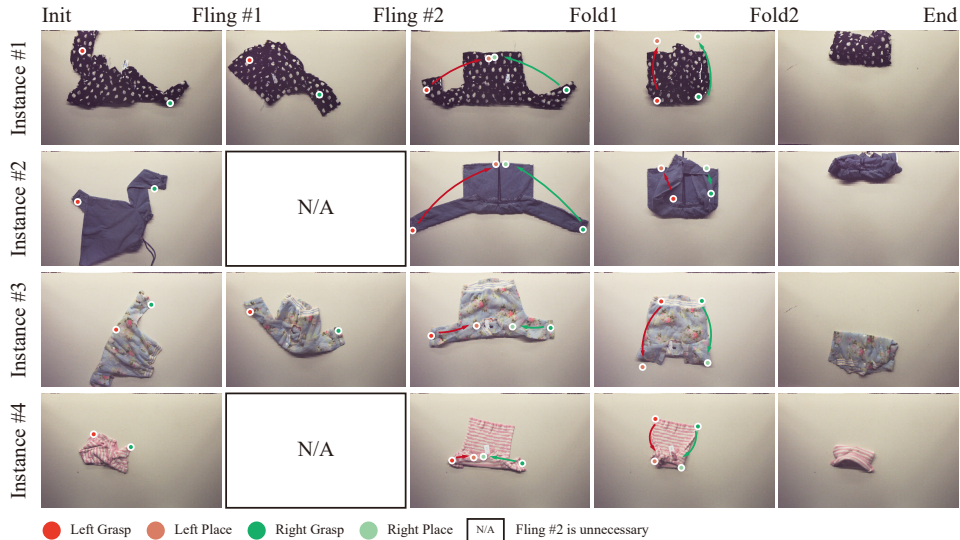 Init Fling #1 Fling #2 Fold1 Fold2 End
Instance #1
Instance #2
N/A
Instance #3
Instance #4
N/A
Left Grasp Left Place Right Grasp Right Place N/A Fling #2 is unnecessary